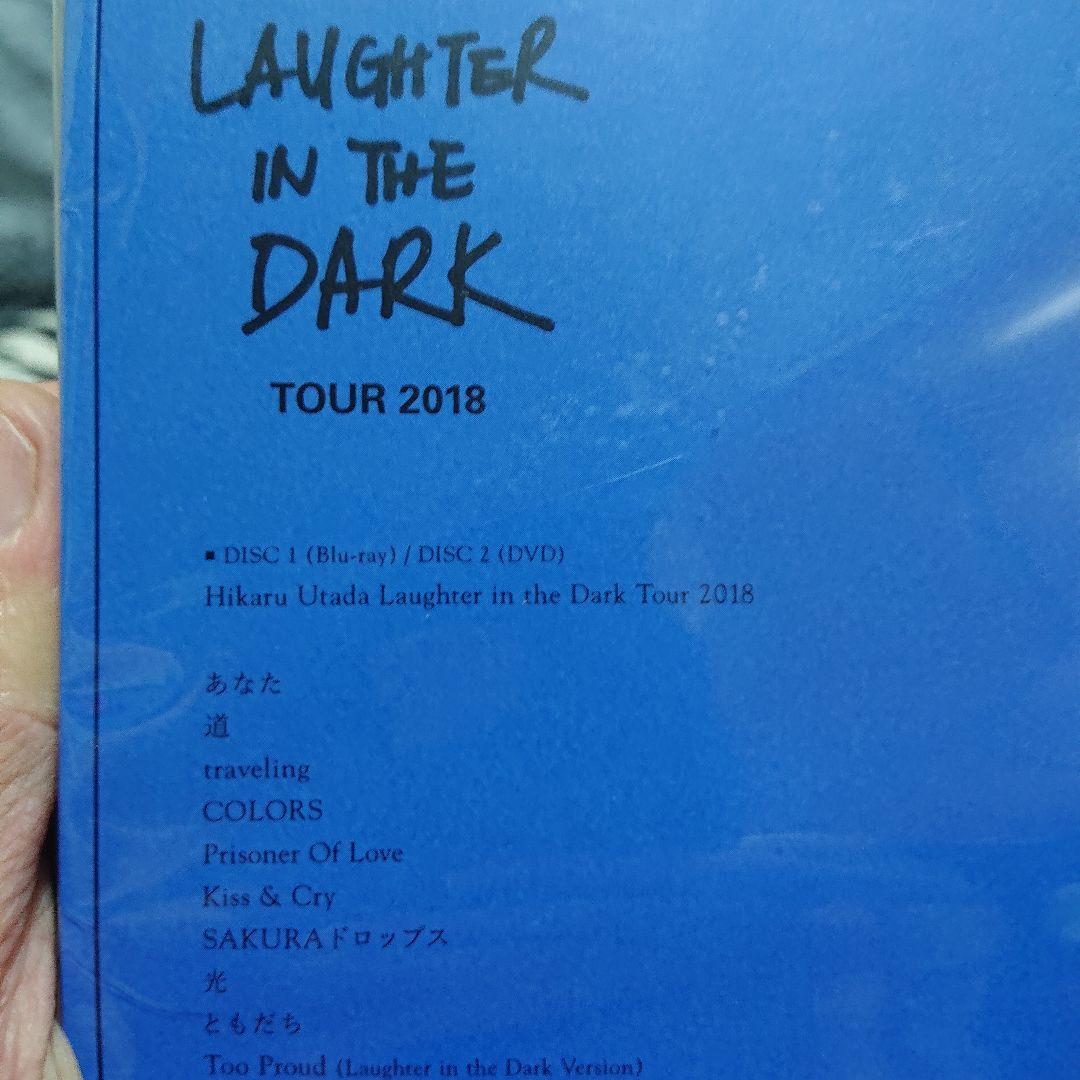 LAUGHTER
IN THE
DARK
TOUR 2018
■ DISC 1 (Blu-ray) / DISC 2 (DVD)
Hikaru Utada Laughter in the Dark Tour 2018
あなた
道
traveling
COLORS
Prisoner Of Love
Kiss & Cry
SAKURAドロップス
光
ともだち
Too Proud (Laughter in the Dark Version)